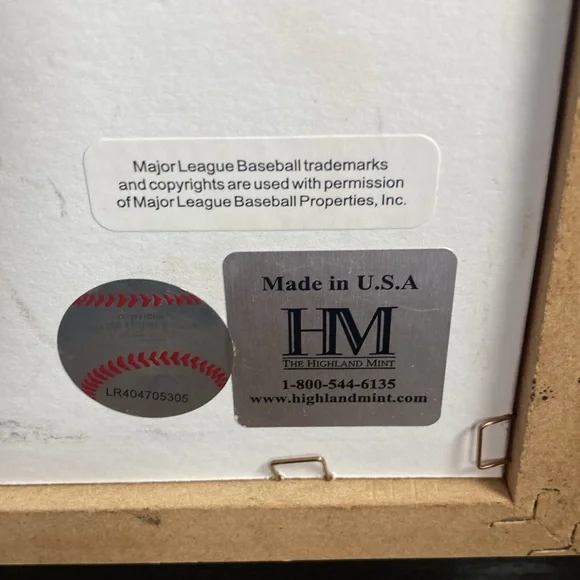 Major League Baseball trademarks
and copyrights are used with permission
of Major League Baseball Properties, Inc.
Made in U.S.A
HM
THE HIGHLAND MINT
1-800-544-6135
www.highlandmint.com
LR404705305